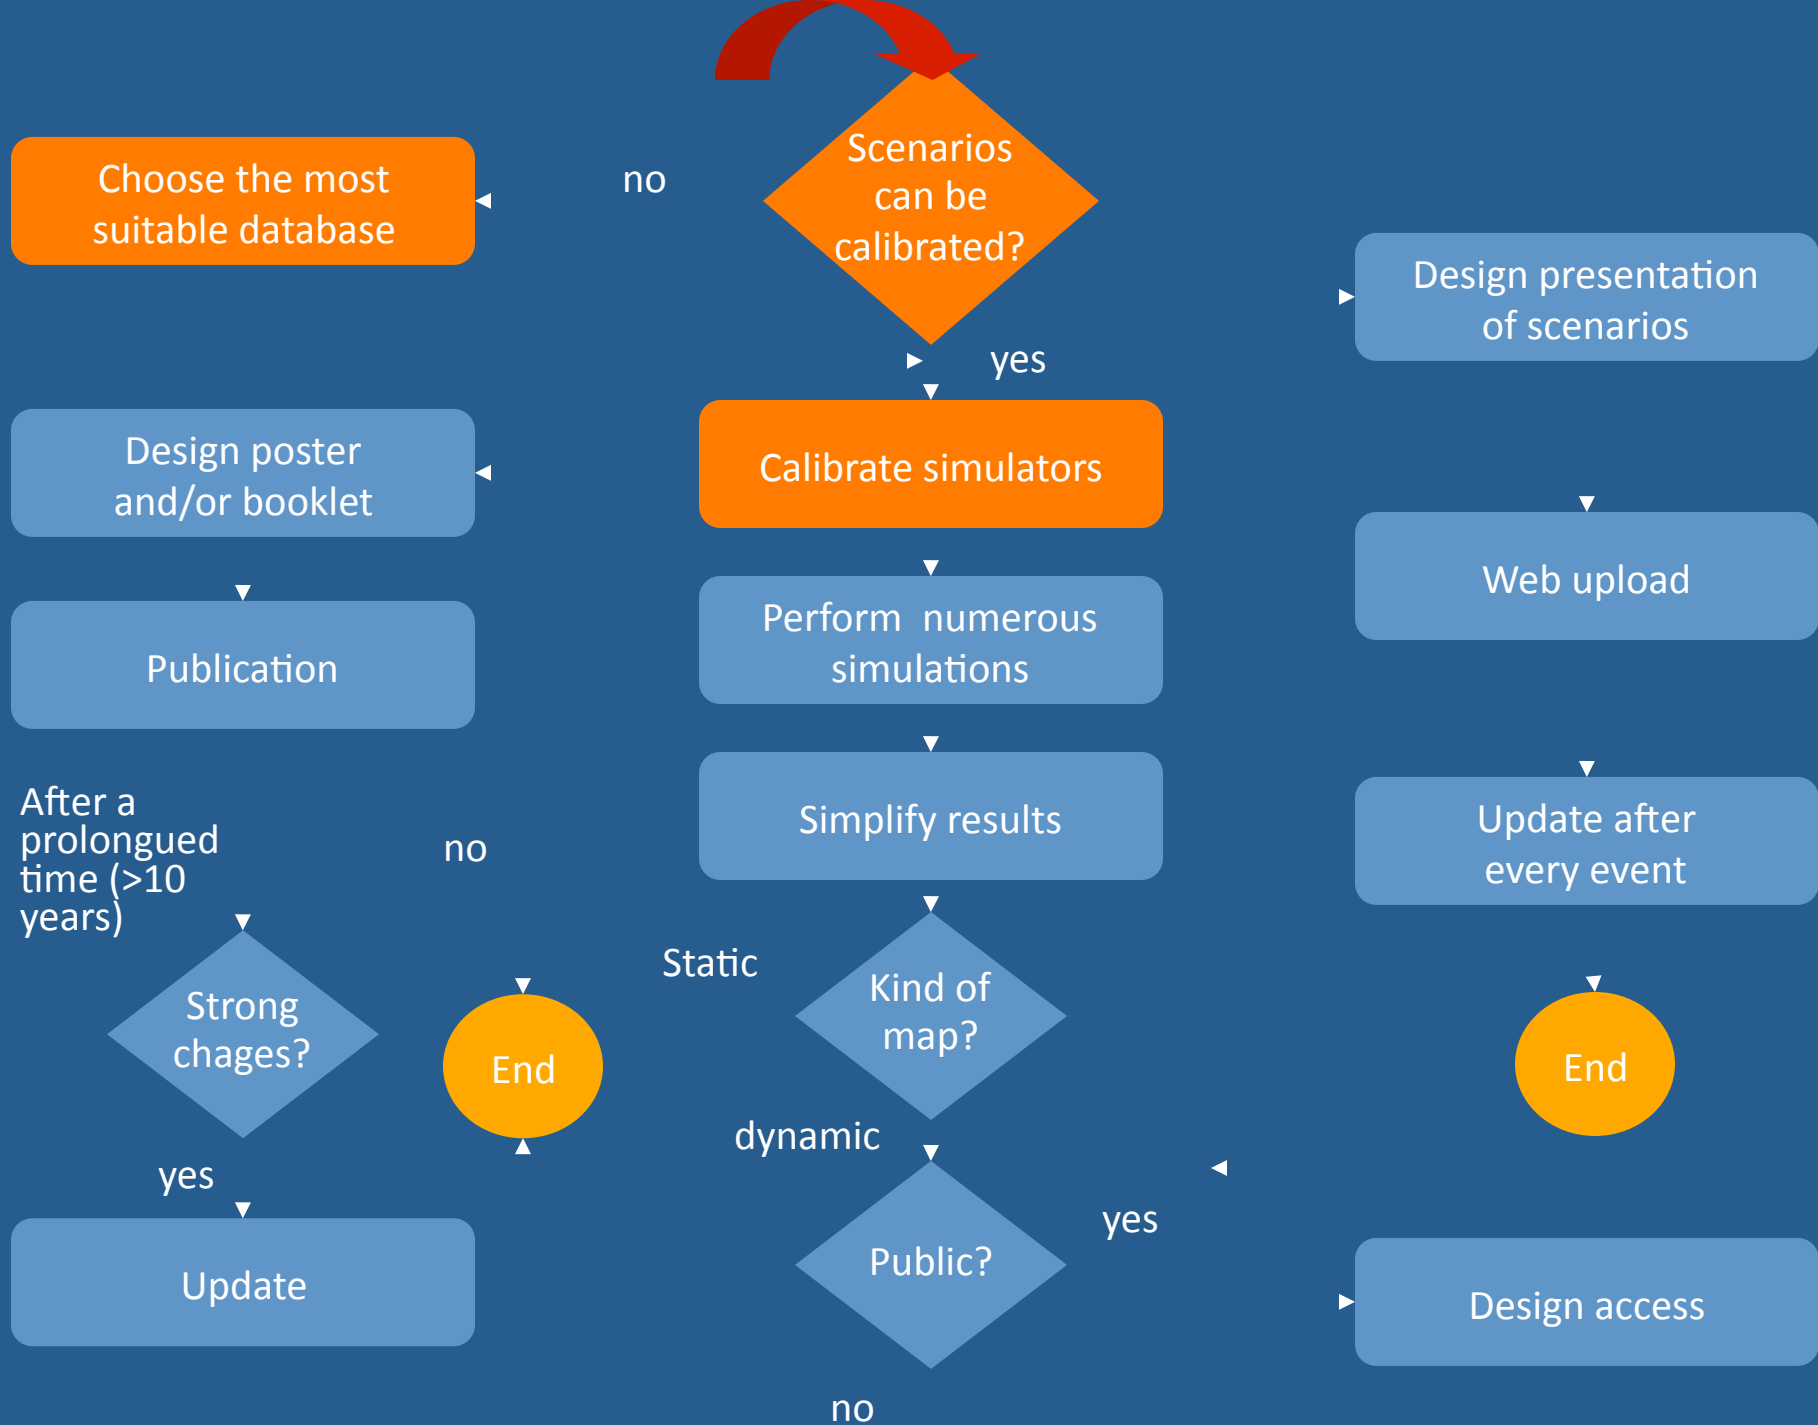 Scenarios
can be
calibrated?
no
Choose the most
suitable database
yes
Calibrate simulators
Perform  numerous
simulations
Simplify results
Kind of
map?
Static
Design poster
and/or booklet
Publication
After a
prolongued
time (>10
years)
Strong
chages?
no
End
yes
Update
dynamic
Public?
yes
no
Design presentation
of scenarios
Web upload
Update after
every event
End
Design access